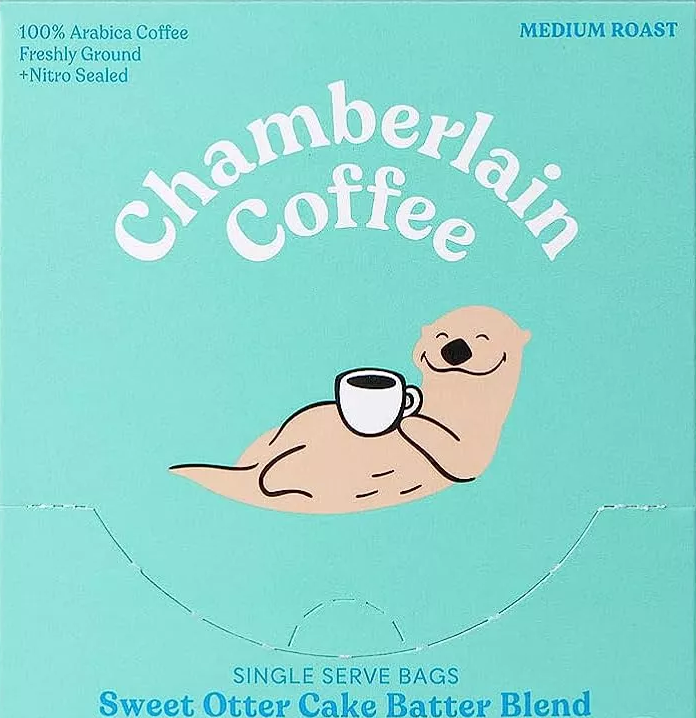 100% Arabica Coffee
Freshly Ground
+Nitro Sealed
MEDIUM ROAST
Chamberlain
Coffee
SINGLE SERVE BAGS
Sweet Otter Cake Batter Blend